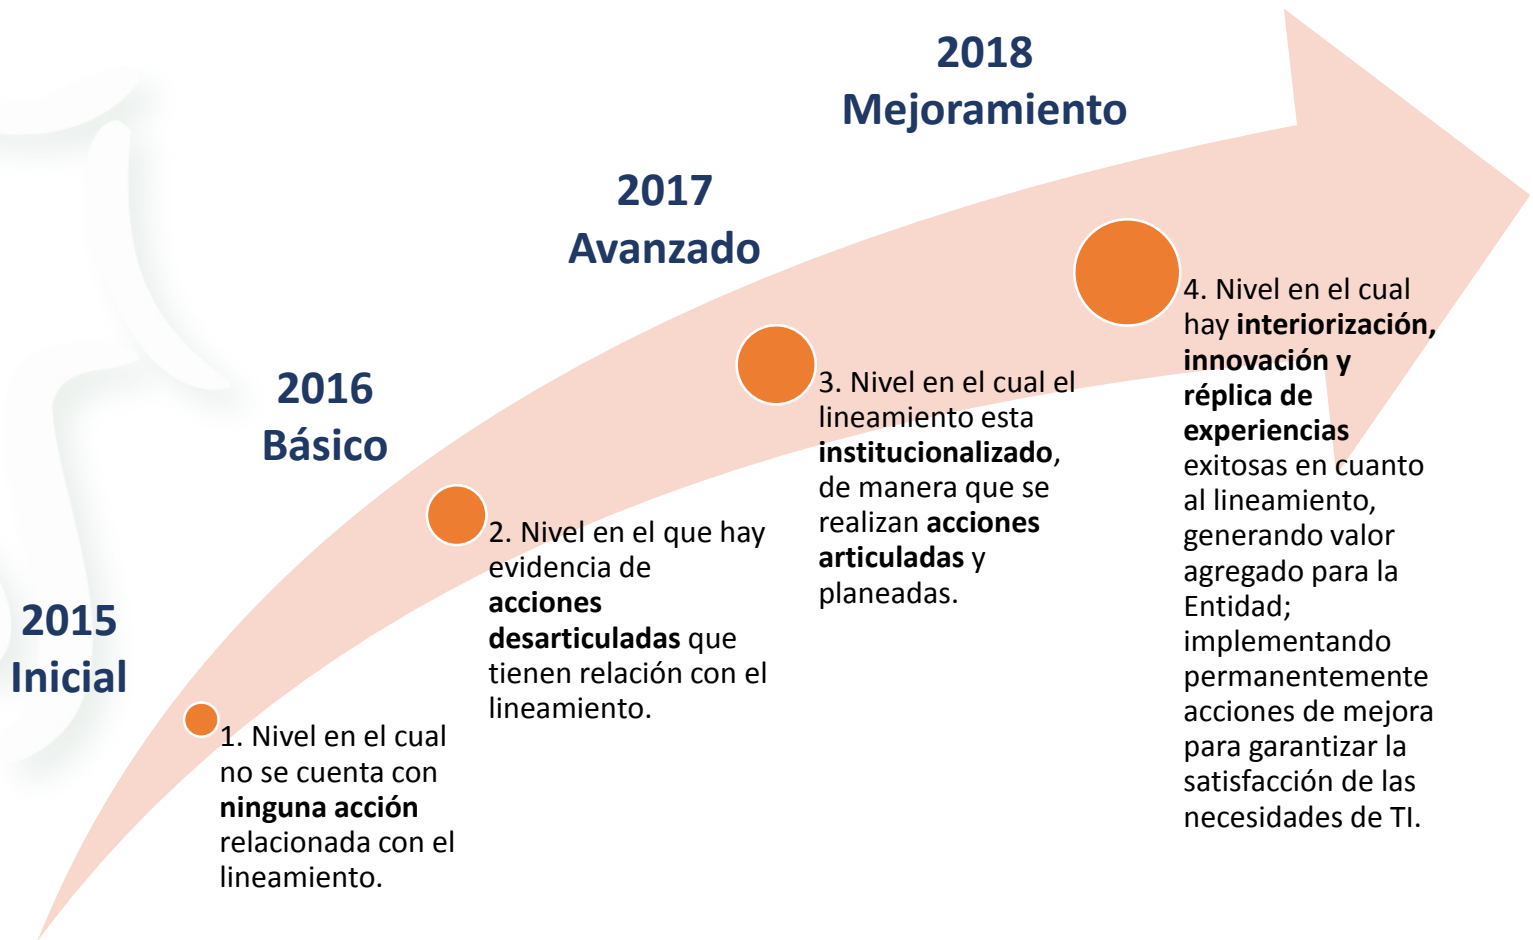 2015
Inicial
1. Nivel en el cual
no se cuenta con
ninguna acción
relacionada con el
lineamiento.
2016
Básico
2. Nivel en el que hay
evidencia de
acciones
desarticuladas que
tienen relación con el
lineamiento.
2017
Avanzado
3. Nivel en el cual el
lineamiento esta
institucionalizado,
de manera que se
realizan acciones
articuladas y
planeadas.
2018
Mejoramiento
4. Nivel en el cual
hay interiorización,
innovación y
réplica de
experiencias
exitosas en cuanto
al lineamiento,
generando valor
agregado para la
Entidad;
implementando
permanentemente
acciones de mejora
para garantizar la
satisfacción de las
necesidades de TI.